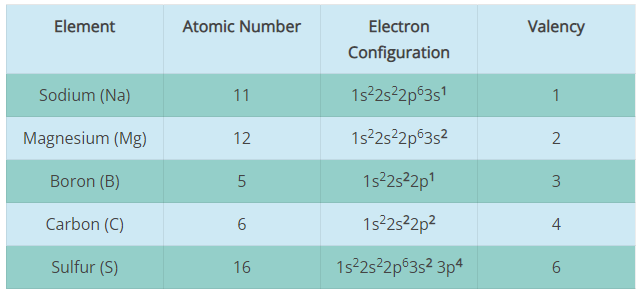 Element Atomic Number Electron Configuration Valency
Sodium (Na) 11 1s²2s²2p⁶3s¹ 1
Magnesium (Mg) 12 1s²2s²2p⁶3s² 2
Boron (B) 5 1s²2s²2p¹ 3
Carbon (C) 6 1s²2s²2p² 4
Sulfur (S) 16 1s²2s²2p⁶3s² 3p⁴ 6